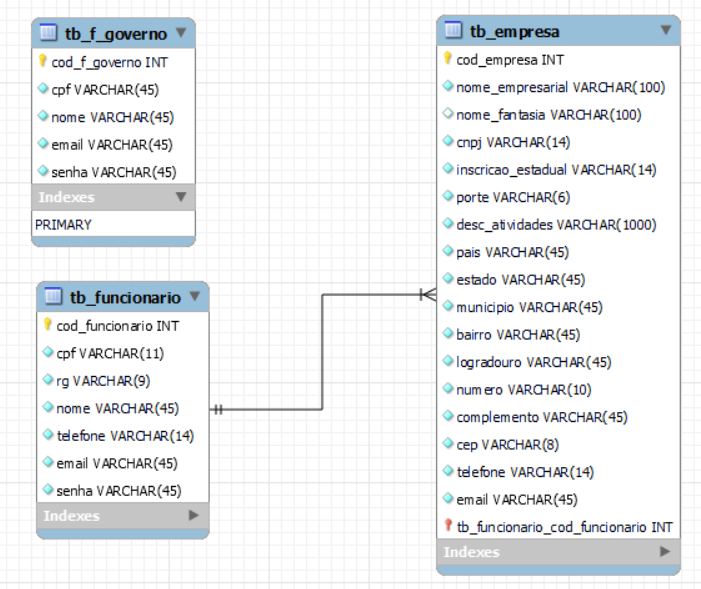 tb_f_governo
cod_f_governo INT
cpf VARCHAR(45)
nome VARCHAR(45)
email VARCHAR(45)
senha VARCHAR(45)
Indexes
PRIMARY
tb_funcionario
cod_funcionario INT
cpf VARCHAR(11)
rg VARCHAR(9)
nome VARCHAR(45)
telefone VARCHAR(14)
email VARCHAR(45)
senha VARCHAR(45)
Indexes
tb_empresa
cod_empresa INT
nome_empresarial VARCHAR(100)
nome_fantasia VARCHAR(100)
cnpj VARCHAR(14)
inscricao_estadual VARCHAR(14)
porte VARCHAR(6)
desc_atividades VARCHAR(1000)
pais VARCHAR(45)
estado VARCHAR(45)
municipio VARCHAR(45)
bairro VARCHAR(45)
logradouro VARCHAR(45)
numero VARCHAR(10)
complemento VARCHAR(45)
cep VARCHAR(8)
telefone VARCHAR(14)
email VARCHAR(45)
tb_funcionario_cod_funcionario INT
Indexes